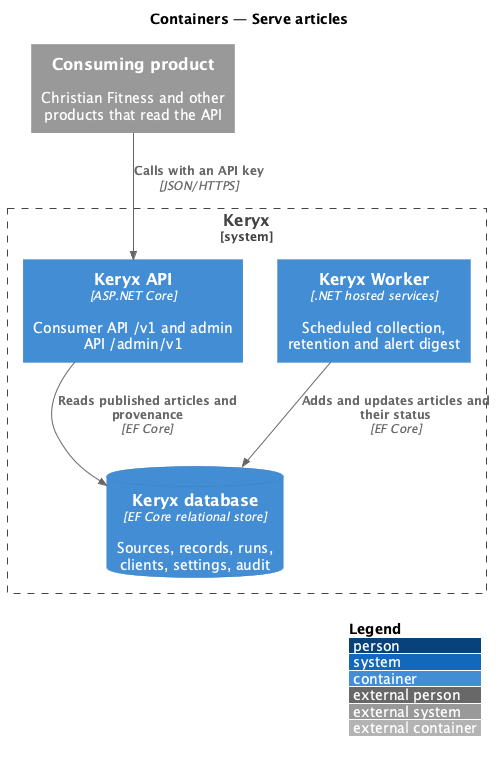 Containers — Serve articles
Consuming product
Christian Fitness and other
products that read the API
Calls with an API key
[JSON/HTTPS]
Keryx
[system]
Keryx API
[ASP.NET Core]
Consumer API /v1 and admin
API /admin/v1
Keryx Worker
[.NET hosted services]
Scheduled collection,
retention and alert digest
Reads published articles and
provenance
[EF Core]
Adds and updates articles and
their status
[EF Core]
Keryx database
[EF Core relational store]
Sources, records, runs,
clients, settings, audit
Legend
person
system
container
external person
external system
external container